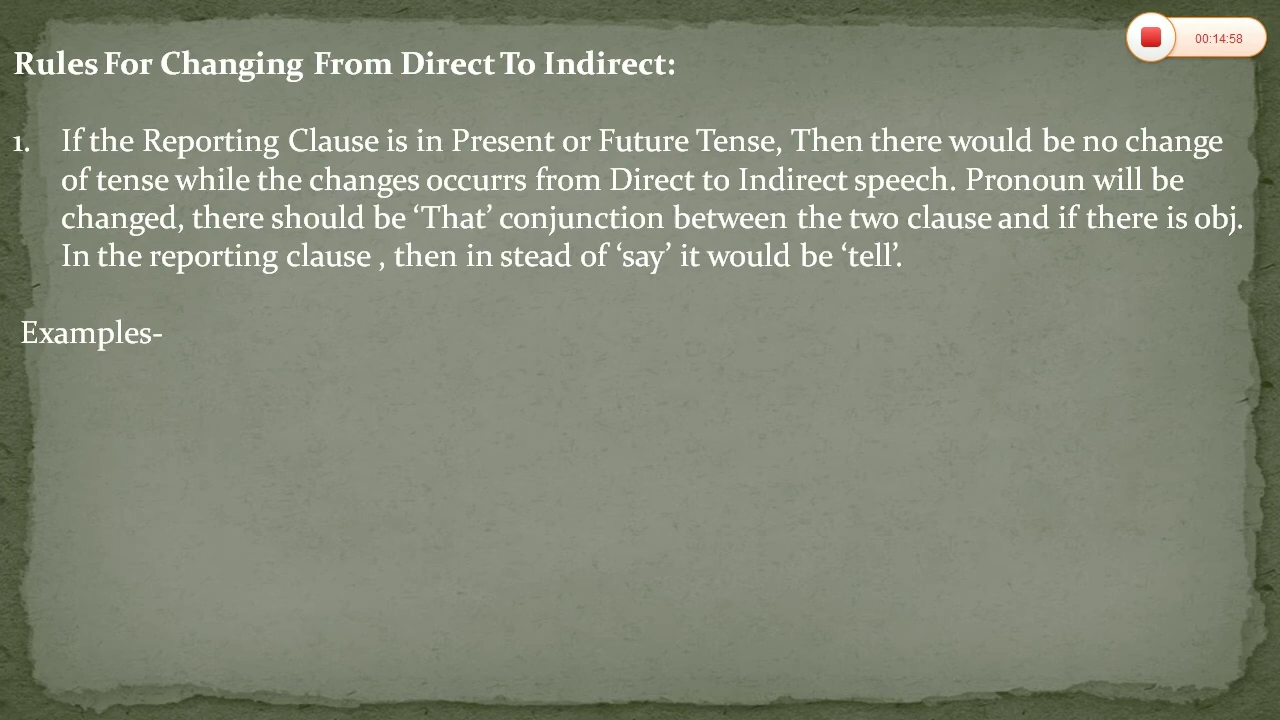 Rules For Changing From Direct To Indirect:
00:14:58
1. If the Reporting Clause is in Present or Future Tense, Then there would be no change
of tense while the changes occurrs from Direct to Indirect speech. Pronoun will be
changed, there should be ‘That’ conjunction between the two clause and if there is obj.
In the reporting clause , then in stead of ‘say’ it would be ‘tell’.
Examples-